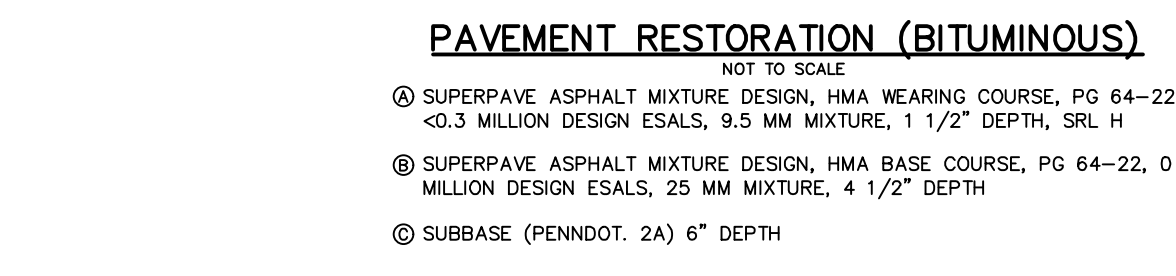 PAVEMENT RESTORATION (BITUMINOUS)
NOT TO SCALE
Ⓐ SUPERPAVE ASPHALT MIXTURE DESIGN, HMA WEARING COURSE, PG 64-22
<0.3 MILLION DESIGN ESALS, 9.5 MM MIXTURE, 1 1/2" DEPTH, SRL H
Ⓑ SUPERPAVE ASPHALT MIXTURE DESIGN, HMA BASE COURSE, PG 64-22, 0
MILLION DESIGN ESALS, 25 MM MIXTURE, 4 1/2" DEPTH
Ⓒ SUBBASE (PENNDOT. 2A) 6" DEPTH